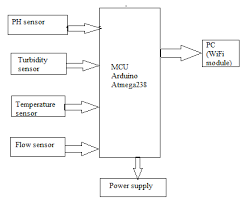 PH sensor
Turbidity
sensor
Temperature
sensor
Flow sensor
MCU
Arduino
Atmega238
PC
(WiFi
module)
Power supply